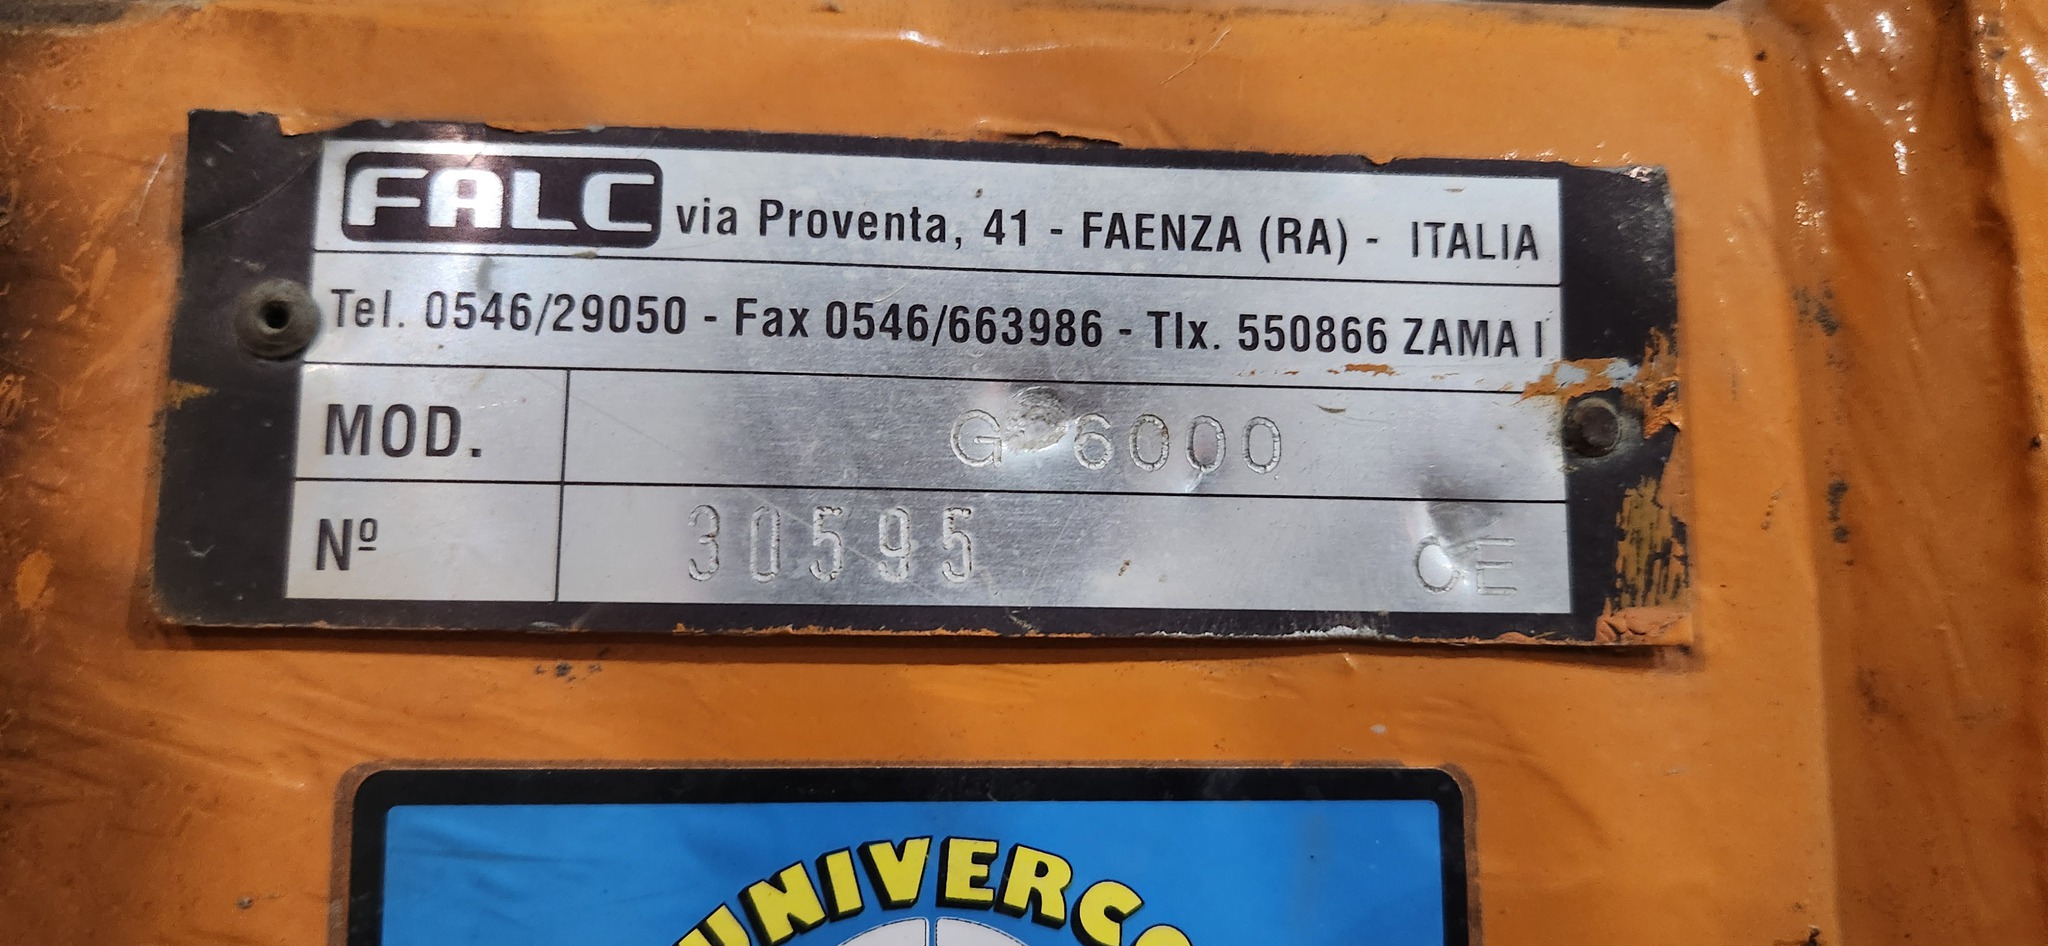 FALC via Proventa, 41 - FAENZA (RA) - ITALIA
Tel. 0546/29050 - Fax 0546/663986 - Tlx. 550866 ZAMA I
MOD. G 6000
Nº 30595 CE
UNIVERCO